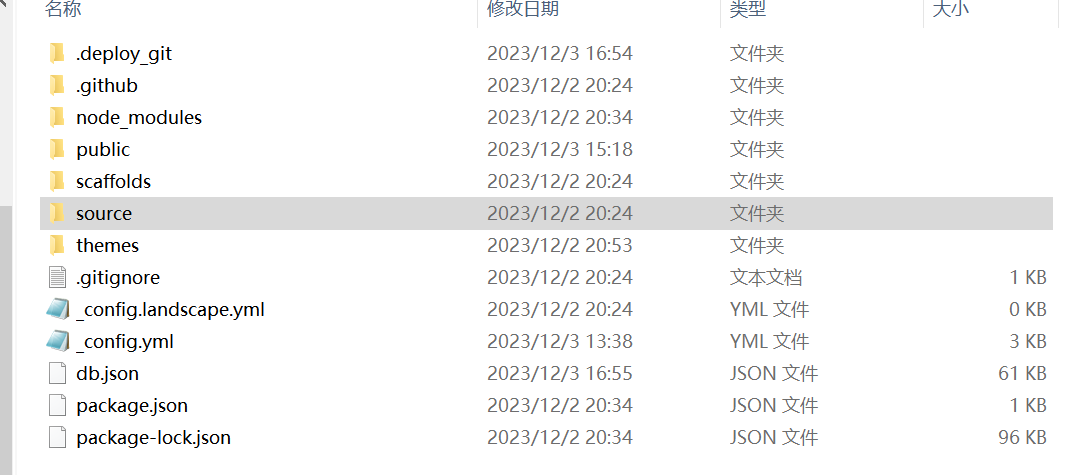 名称 修改日期 类型 大小
.deploy_git 2023/12/3 16:54 文件夹
.github 2023/12/2 20:24 文件夹
node_modules 2023/12/2 20:34 文件夹
public 2023/12/3 15:18 文件夹
scaffolds 2023/12/2 20:24 文件夹
source 2023/12/2 20:24 文件夹
themes 2023/12/2 20:53 文件夹
.gitignore 2023/12/2 20:24 文本文档 1 KB
_config.landscape.yml 2023/12/2 20:24 YML 文件 0 KB
_config.yml 2023/12/3 13:38 YML 文件 3 KB
db.json 2023/12/3 16:55 JSON 文件 61 KB
package.json 2023/12/2 20:34 JSON 文件 1 KB
package-lock.json 2023/12/2 20:34 JSON 文件 96 KB